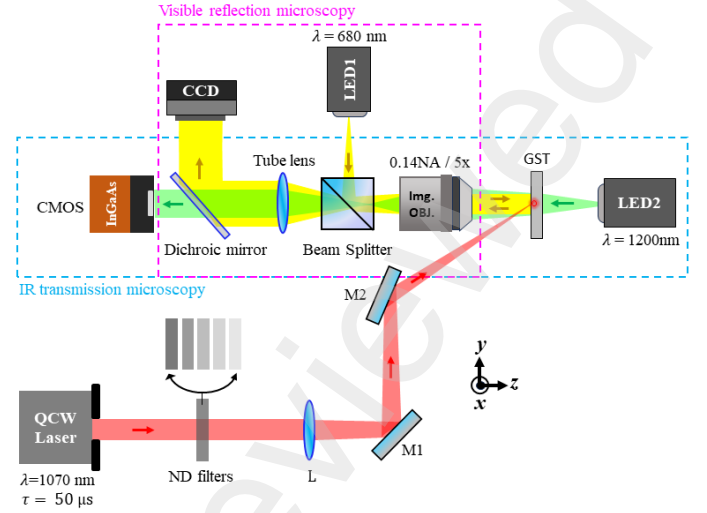 Visible reflection microscopy
λ = 680 nm
LED1
CCD
Tube lens
0.14NA / 5x
GST
CMOS
InGaAs
Img.
OBJ.
LED2
Dichroic mirror
Beam Splitter
λ = 1200nm
IR transmission microscopy
M2
y
z
x
QCW
Laser
M1
ND filters
L
λ=1070 nm
τ = 50 μs